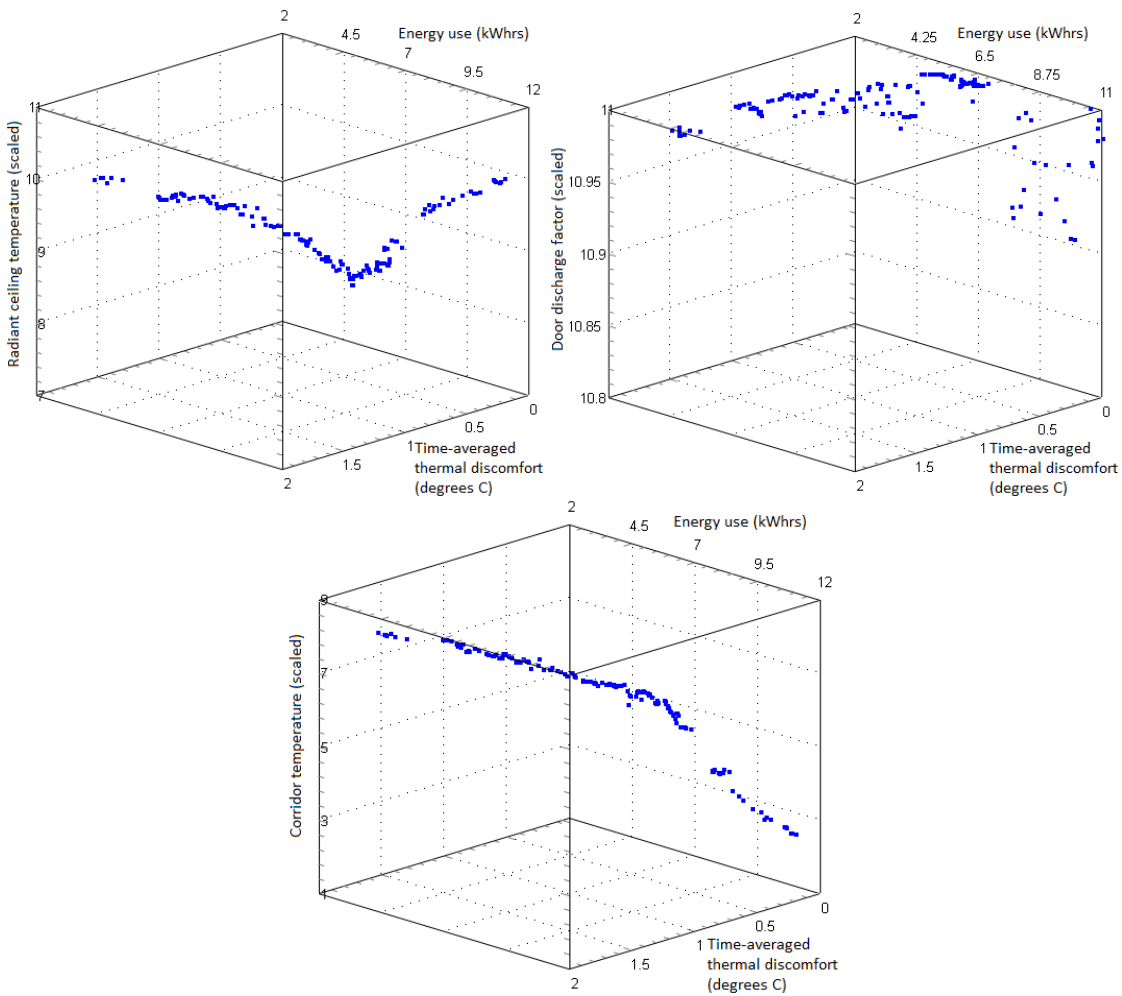 2
4.5
Energy use (kWhrs)
7
9.5
12
11
10
9
8
7
Radiant ceiling temperature (scaled)
0
0.5
1 Time-averaged
thermal discomfort
(degrees C)
1.5
2
2
4.25
Energy use (kWhrs)
6.5
8.75
11
11
10.95
10.9
10.85
10.8
Door discharge factor (scaled)
0
0.5
1 Time-averaged
thermal discomfort
(degrees C)
1.5
2
2
4.5
Energy use (kWhrs)
7
9.5
12
9
7
5
3
1
Corridor temperature (scaled)
0
0.5
1 Time-averaged
thermal discomfort
(degrees C)
1.5
2